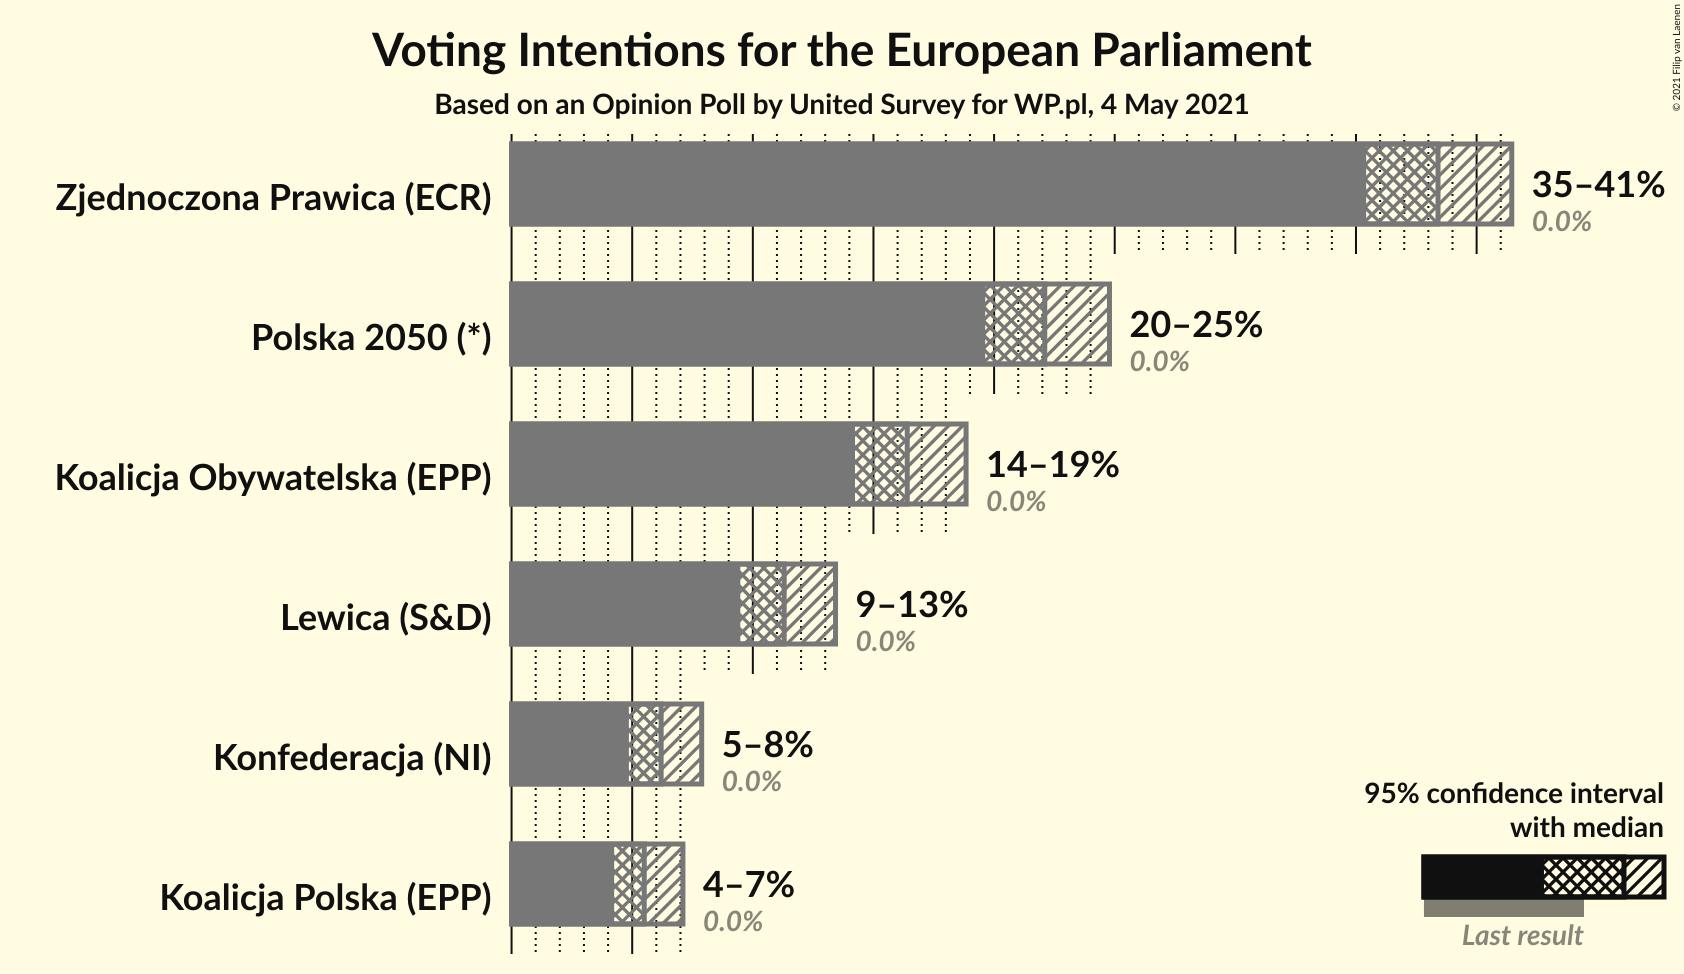 Voting Intentions for the European Parliament
Based on an Opinion Poll by United Survey for WP.pl, 4 May 2021
© 2021 Filip van Laenen
Zjednoczona Prawica (ECR)
35–41%
0.0%
Polska 2050 (*)
20–25%
0.0%
Koalicja Obywatelska (EPP)
14–19%
0.0%
Lewica (S&D)
9–13%
0.0%
Konfederacja (NI)
5–8%
0.0%
Koalicja Polska (EPP)
4–7%
0.0%
95% confidence interval
with median
Last result